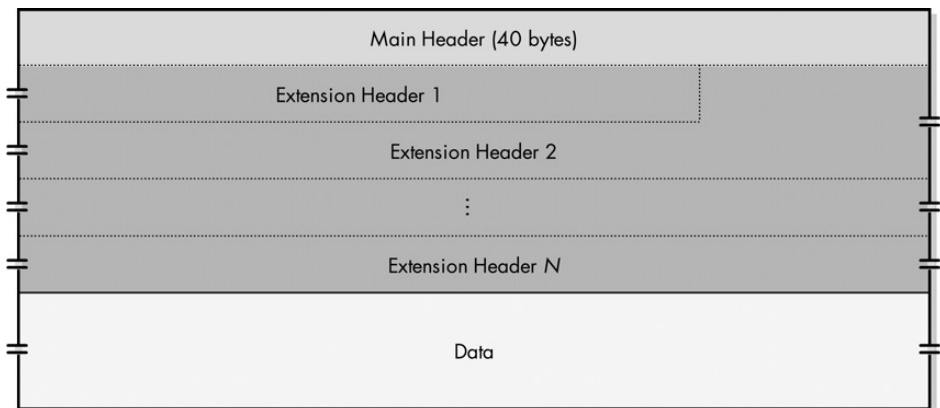 Main Header (40 bytes)
Extension Header 1
Extension Header 2
⋮
Extension Header N
Data